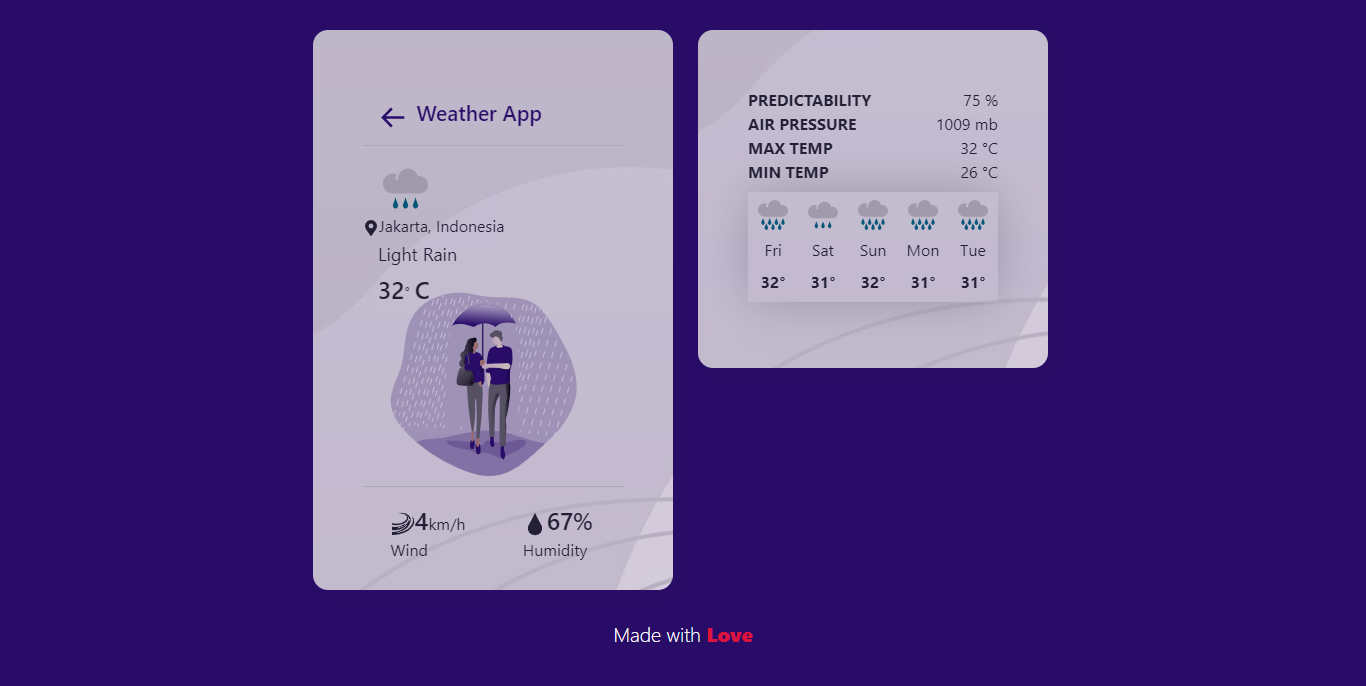 Weather App
Jakarta, Indonesia
Light Rain
32° C
4km/h 67%
Wind Humidity
PREDICTABILITY 75 %
AIR PRESSURE 1009 mb
MAX TEMP 32 °C
MIN TEMP 26 °C
Fri Sat Sun Mon Tue
32° 31° 32° 31° 31°
Made with Love